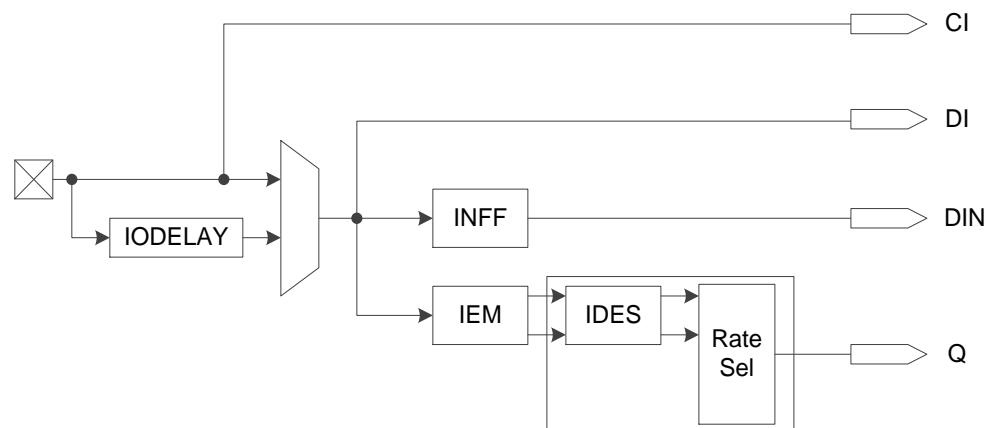 CI
DI
IODELAY
INFF
DIN
IEM
IDES
Rate
Sel
Q